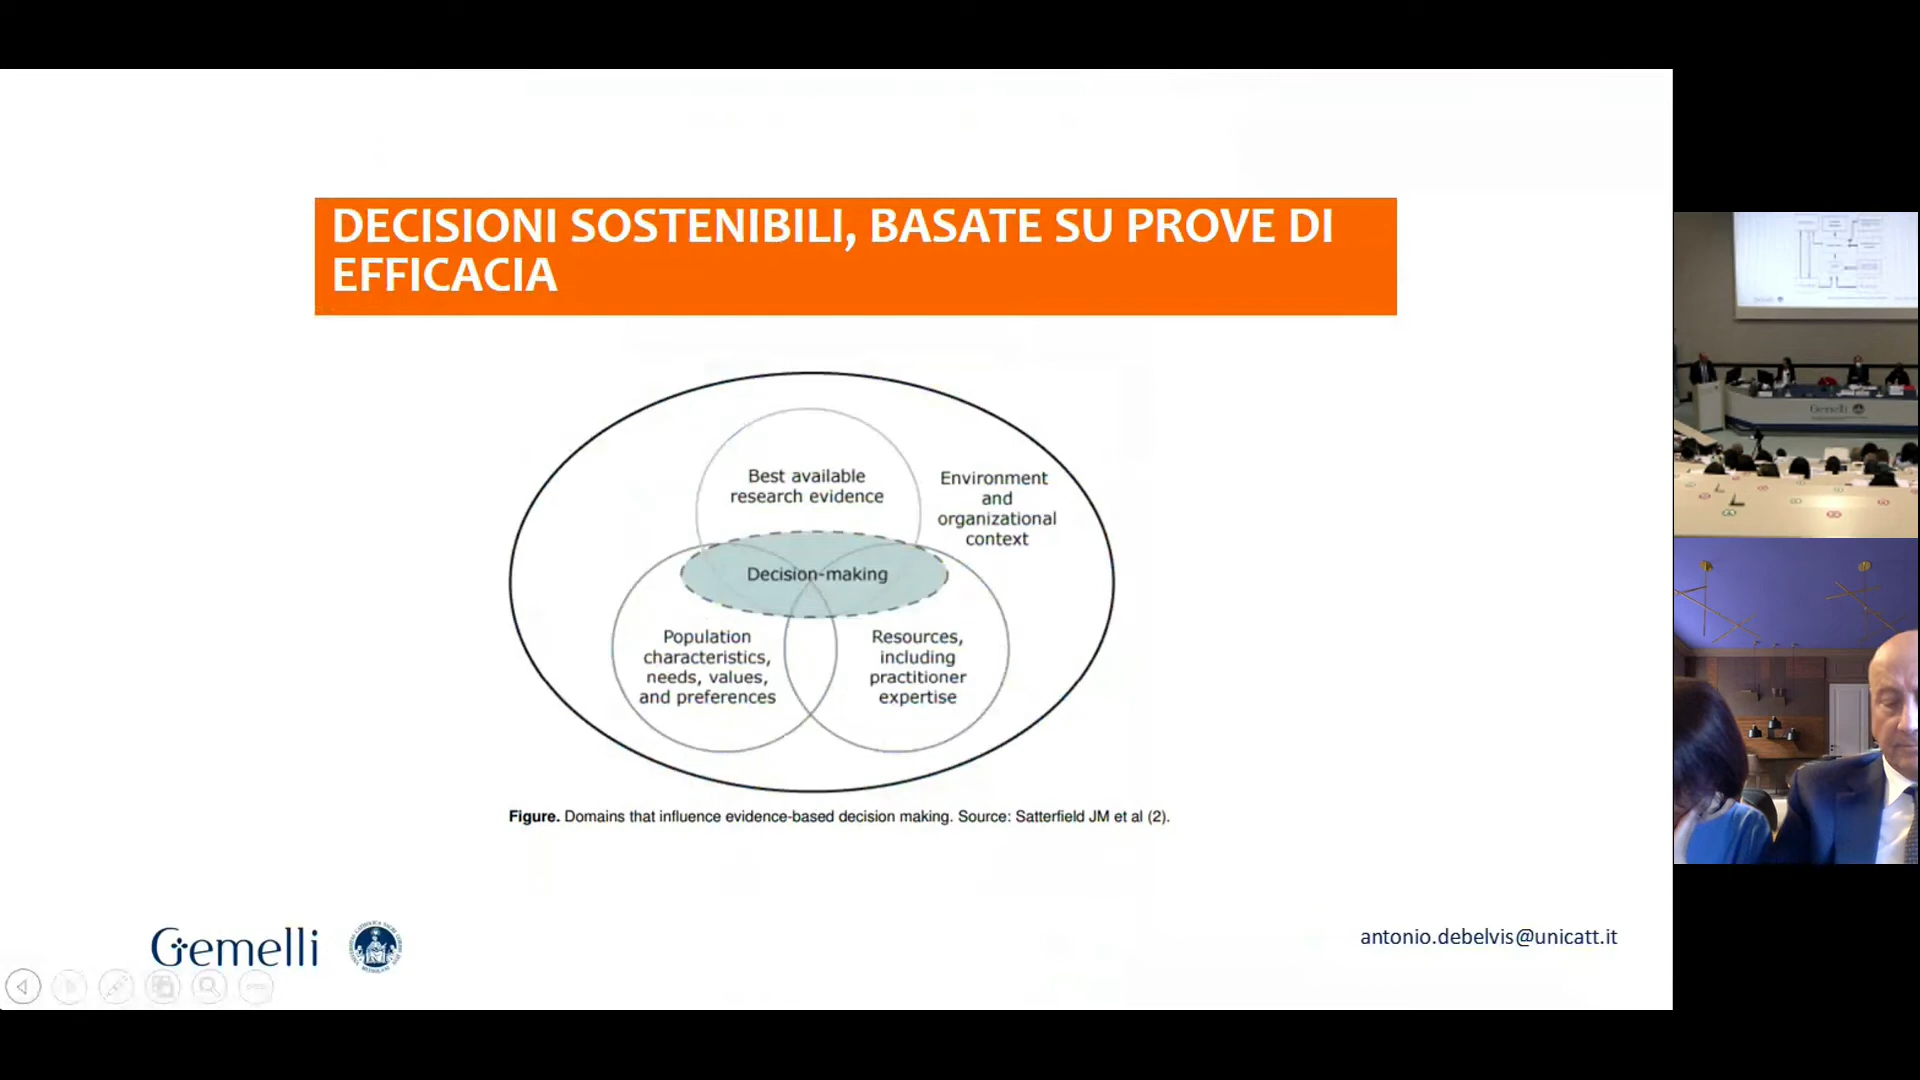 DECISIONI SOSTENIBILI, BASATE SU PROVE DI
EFFICACIA
Best available
research evidence
Environment
and
organizational
context
Decision-making
Population
characteristics,
needs, values,
and preferences
Resources,
including
practitioner
expertise
Figure. Domains that influence evidence-based decision making. Source: Satterfield JM et al (2).
Gemelli
antonio.debelvis@unicatt.it
Gemelli